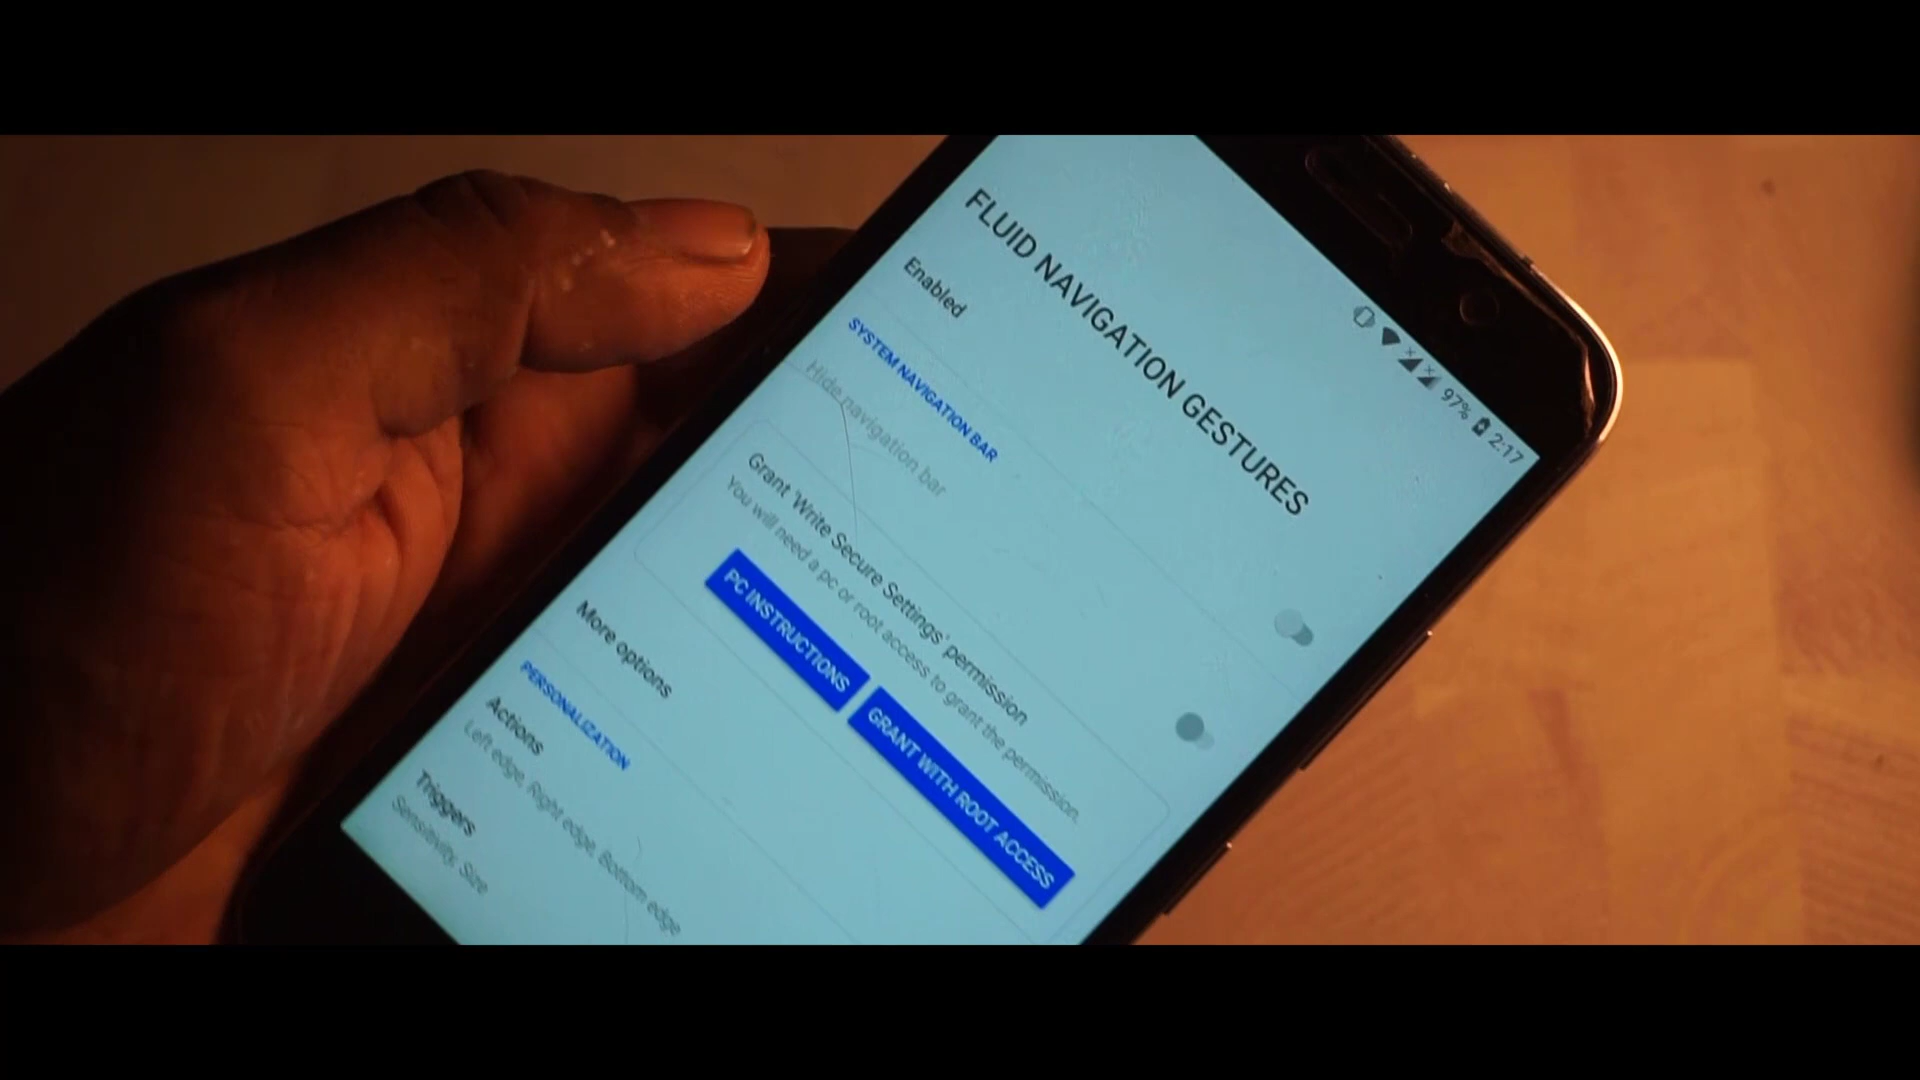 97% 2:17
FLUID NAVIGATION GESTURES
Enabled
SYSTEM NAVIGATION BAR
Hide navigation bar
Grant 'Write Secure Settings' permission
You will need a pc or root access to grant the permission.
PC INSTRUCTIONS GRANT WITH ROOT ACCESS
More options
PERSONALIZATION
Actions
Left edge, Right edge, Bottom edge
Triggers
Sensitivity, Size